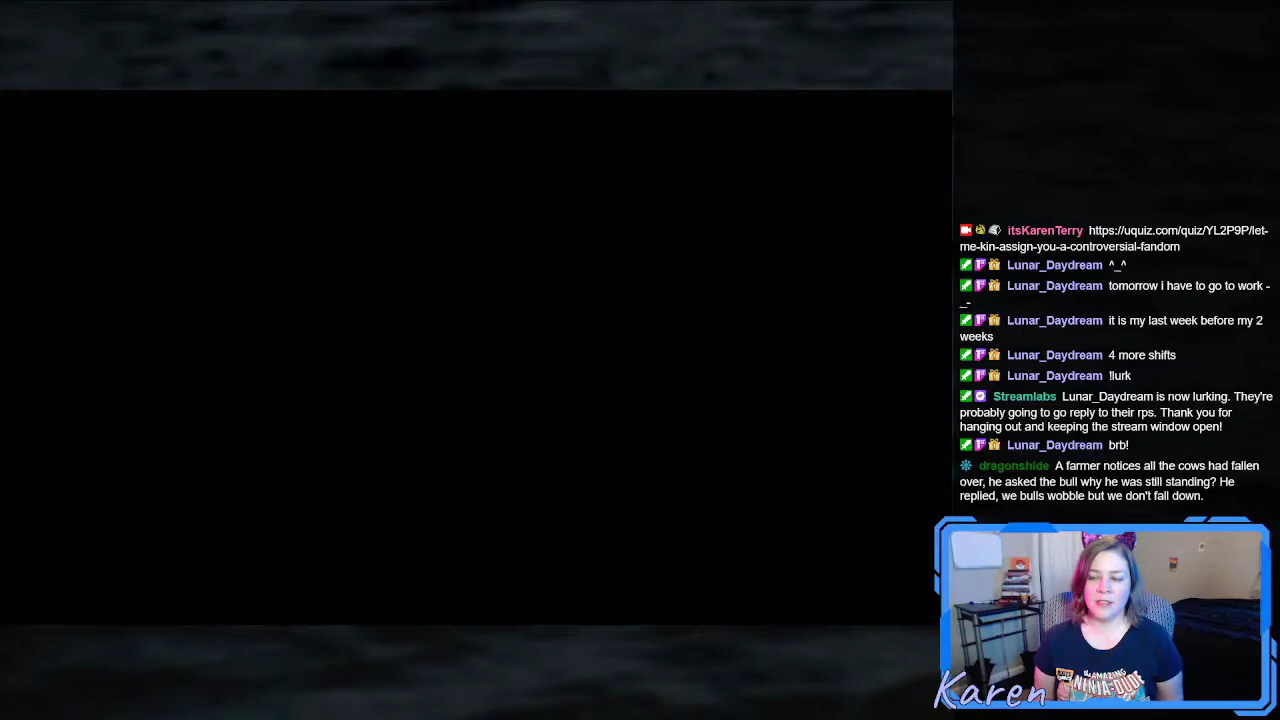 itsKarenTerry https://uquiz.com/quiz/YL2P9P/let-
me-kin-assign-you-a-controversial-fandom
Lunar_Daydream ^_^
Lunar_Daydream tomorrow i have to go to work -
_-
Lunar_Daydream it is my last week before my 2
weeks
Lunar_Daydream 4 more shifts
Lunar_Daydream !lurk
Streamlabs Lunar_Daydream is now lurking. They're
probably going to go reply to their rps. Thank you for
hanging out and keeping the stream window open!
Lunar_Daydream brb!
dragonshide A farmer notices all the cows had fallen
over, he asked the bull why he was still standing? He
replied, we bulls wobble but we don't fall down.
AMAZING
NINJA-DUDE
Karen